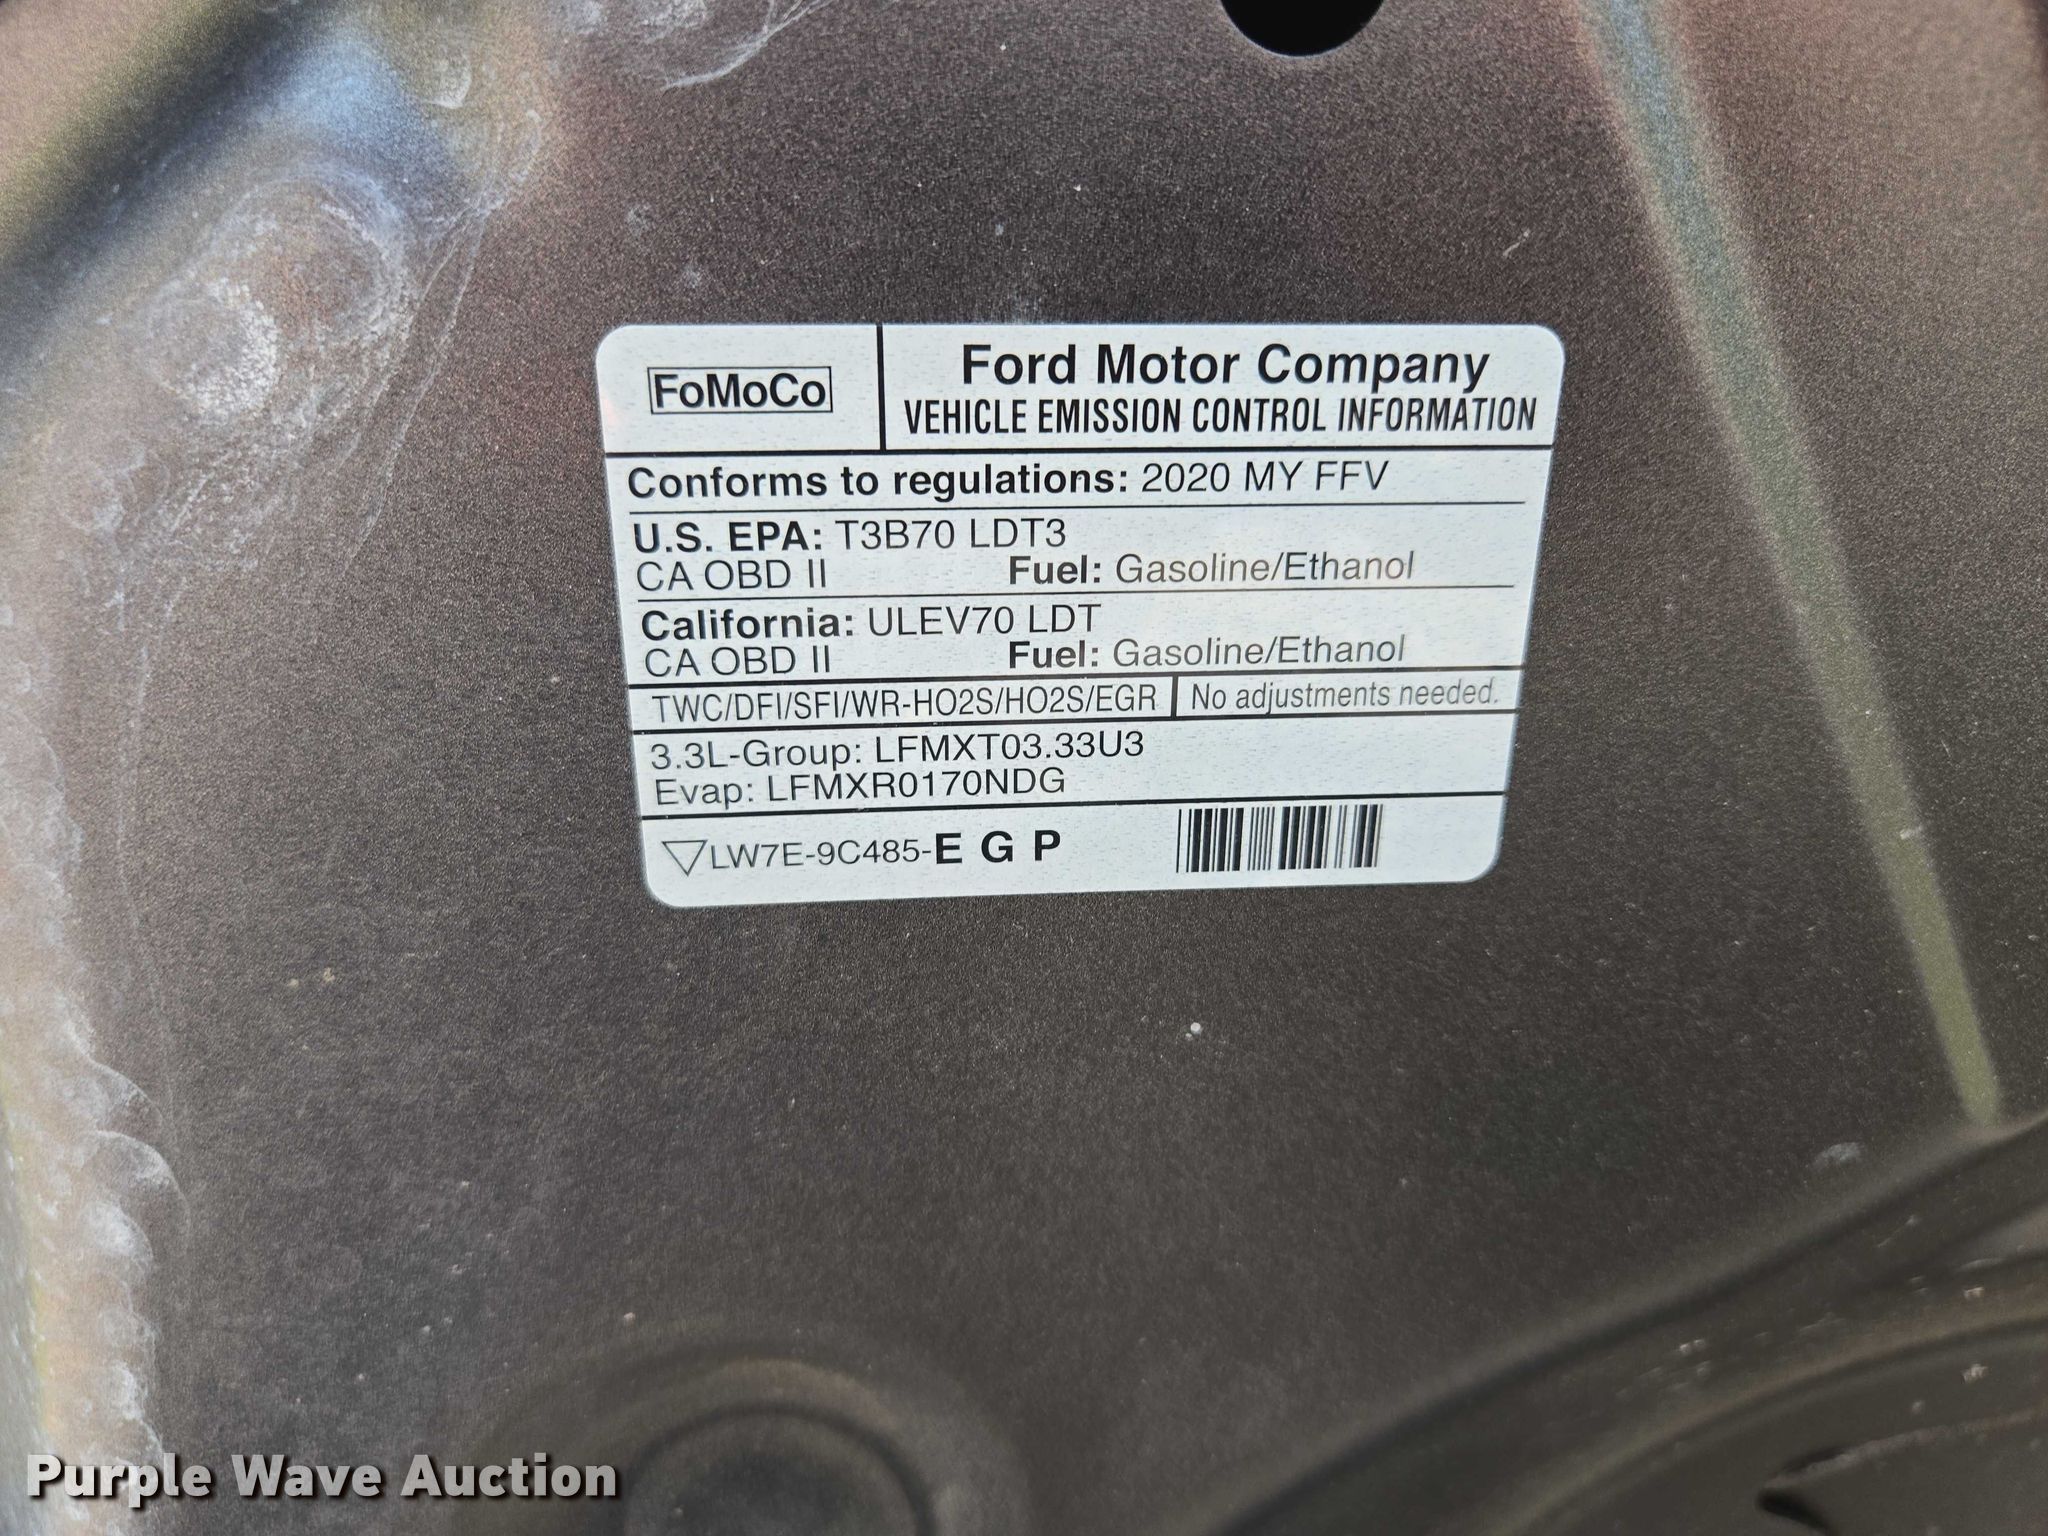 FoMoCo
Ford Motor Company
VEHICLE EMISSION CONTROL INFORMATION
Conforms to regulations: 2020 MY FFV
U.S. EPA: T3B70 LDT3
CA OBD II Fuel: Gasoline/Ethanol
California: ULEV70 LDT
CA OBD II Fuel: Gasoline/Ethanol
TWC/DFI/SFI/WR-HO2S/HO2S/EGR No adjustments needed.
3.3L-Group: LFMXT03.33U3
Evap: LFMXR0170NDG
LW7E-9C485-E G P
Purple Wave Auction